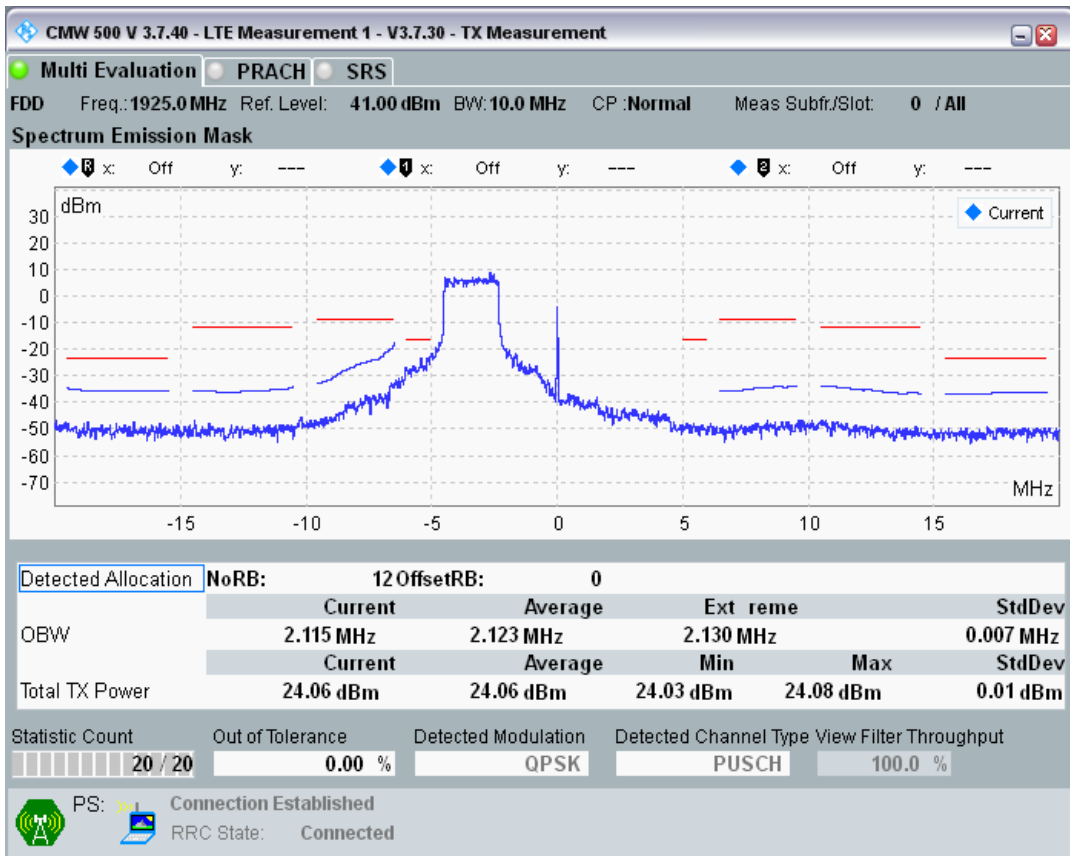 CMW 500 V 3.7.40 - LTE Measurement 1 - V3.7.30 - TX Measurement
Multi Evaluation PRACH SRS
FDD Freq.: 1925.0 MHz Ref. Level: 41.00 dBm BW: 10.0 MHz CP : Normal Meas Subfr./Slot: 0 / All
Spectrum Emission Mask
R x: Off y: --- 1 x: Off y: --- 2 x: Off y: ---
dBm
Current
30
20
10
0
-10
-20
-30
-40
-50
-60
-70
MHz
-15 -10 -5 0 5 10 15
Detected Allocation NoRB: 12 OffsetRB: 0
Current Average Ext reme StdDev
OBW 2.115 MHz 2.123 MHz 2.130 MHz 0.007 MHz
Current Average Min Max StdDev
Total TX Power 24.06 dBm 24.06 dBm 24.03 dBm 24.08 dBm 0.01 dBm
Statistic Count Out of Tolerance Detected Modulation Detected Channel Type View Filter Throughput
20 / 20 0.00 % QPSK PUSCH 100.0 %
PS: Connection Established
RRC State: Connected